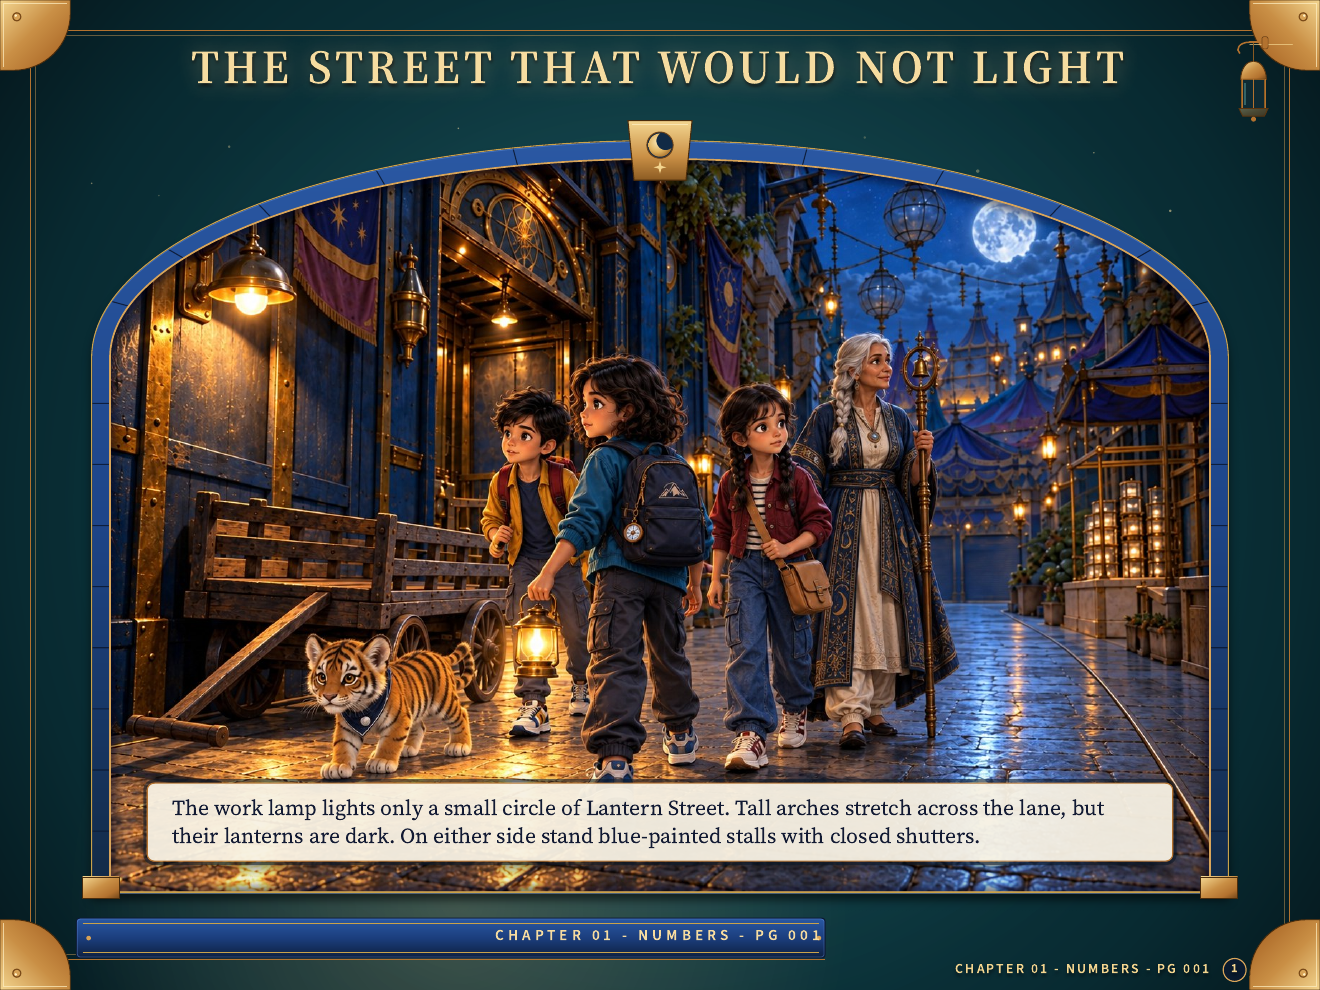 THE STREET THAT WOULD NOT LIGHT
The work lamp lights only a small circle of Lantern Street. Tall arches stretch across the lane, but
their lanterns are dark. On either side stand blue-painted stalls with closed shutters.
CHAPTER 01 - NUMBERS - PG 001
CHAPTER 01 - NUMBERS - PG 001 1